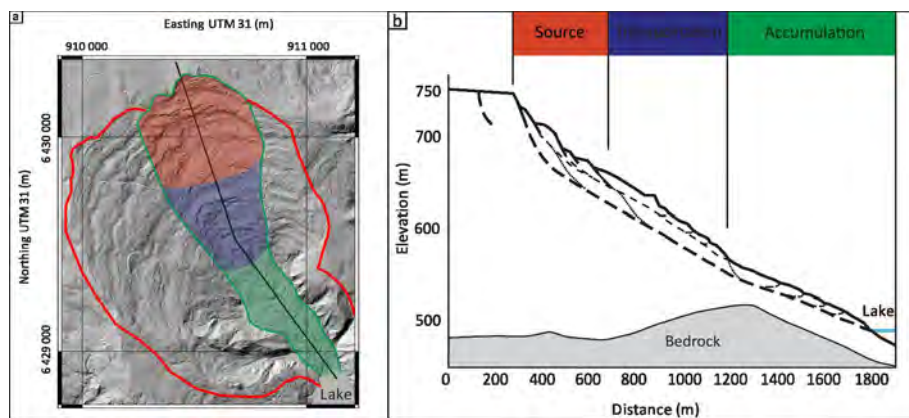 a
Easting UTM 31 (m)
910 000
911 000
Northing UTM 31 (m)
6 430 000
6 429 000
Lake
b
Source
Accumulation
Elevation (m)
750
700
600
500
Lake
Bedrock
0
200
400
600
800
1000
1200
1400
1600
1800
Distance (m)